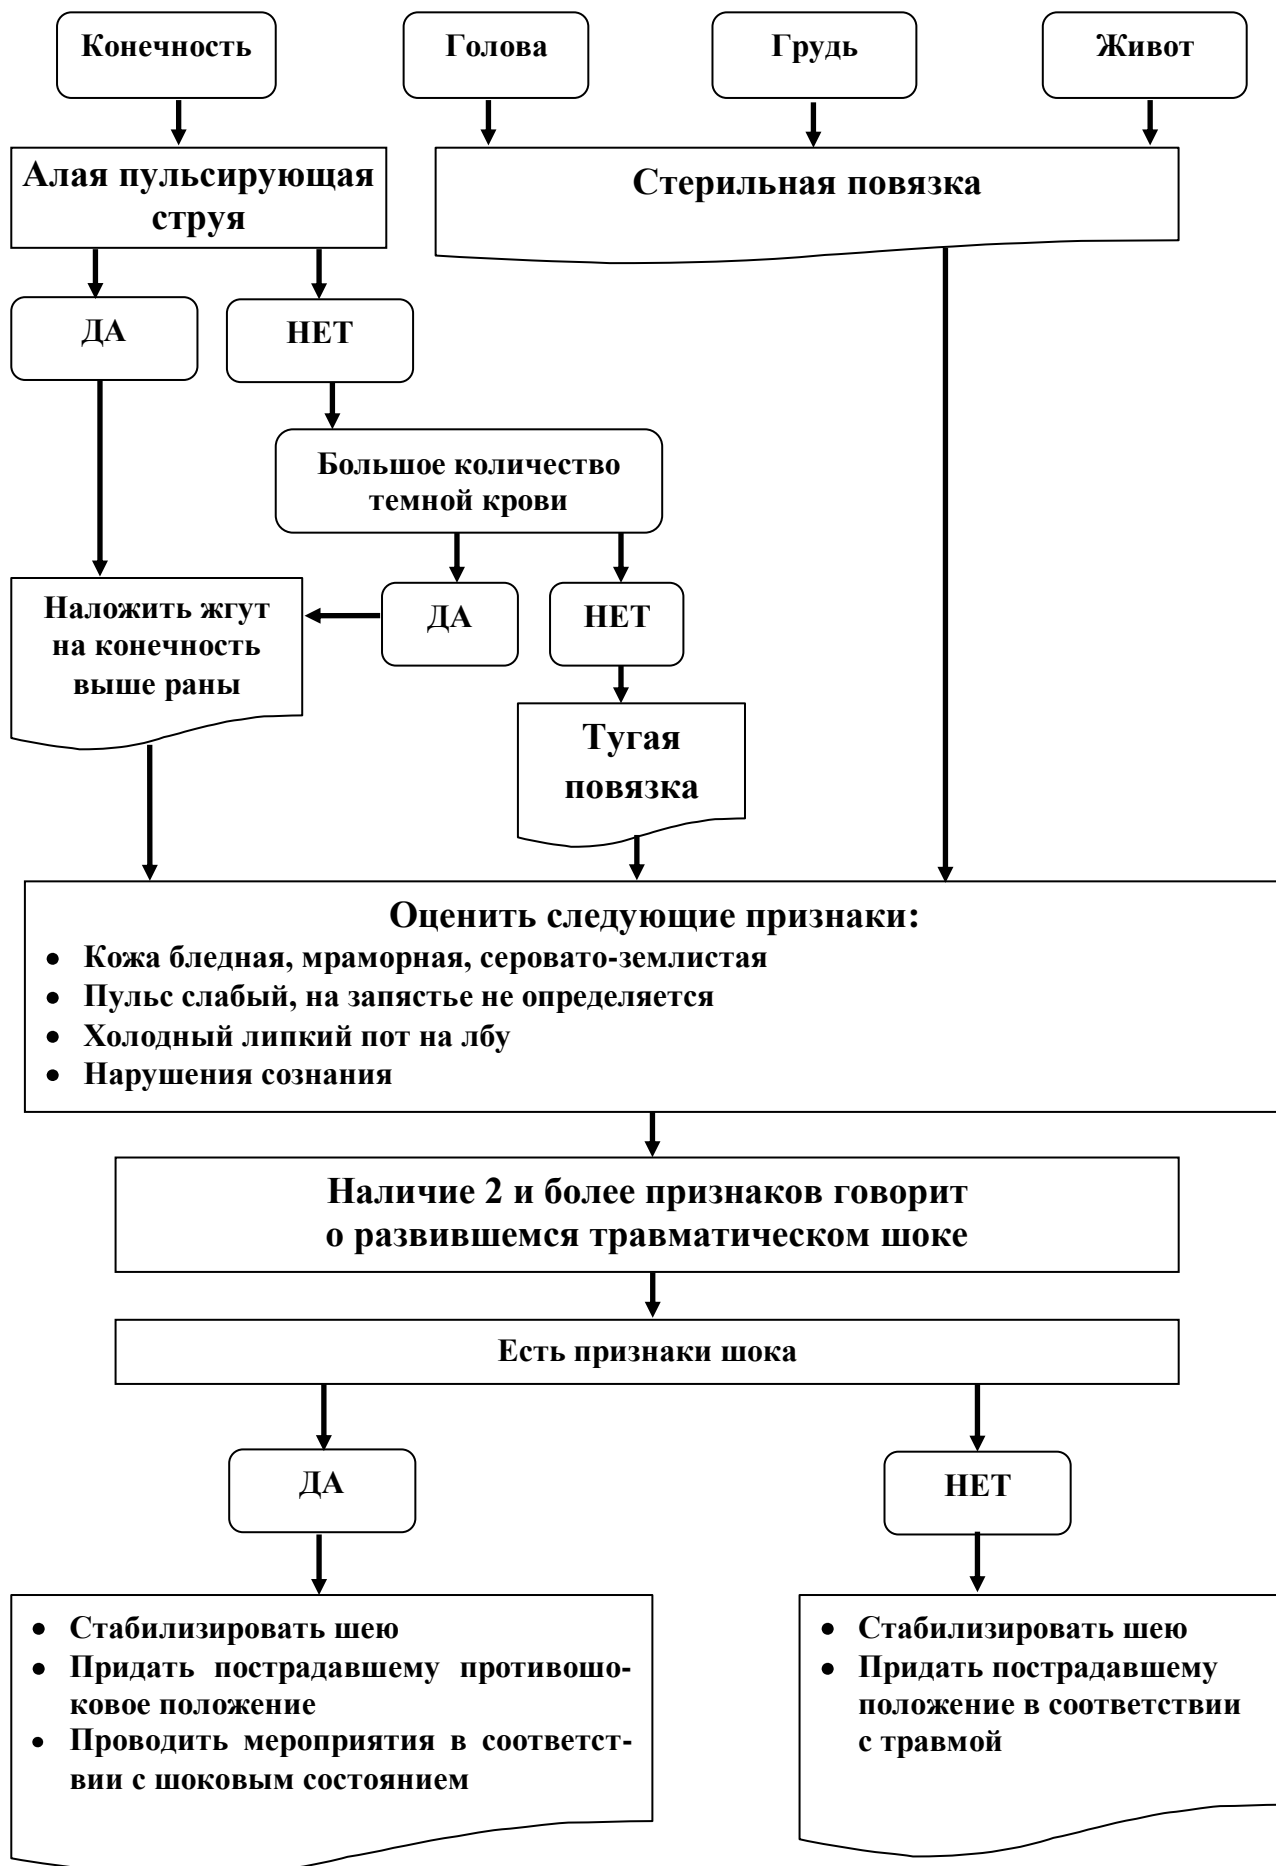 Конечность
Голова
Грудь
Живот
Алая пульсирующая
струя
Стерильная повязка
ДА
НЕТ
Большое количество
темной крови
Наложить жгут
на конечность
выше раны
ДА
НЕТ
Тугая
повязка
Оценить следующие признаки:
• Кожа бледная, мраморная, серовато-землистая
• Пульс слабый, на запястье не определяется
• Холодный липкий пот на лбу
• Нарушения сознания
Наличие 2 и более признаков говорит
о развившемся травматическом шоке
Есть признаки шока
ДА
НЕТ
• Стабилизировать шею
• Придать пострадавшему противошо-
ковое положение
• Проводить мероприятия в соответст-
вии с шоковым состоянием
• Стабилизировать шею
• Придать пострадавшему
положение в соответствии
с травмой